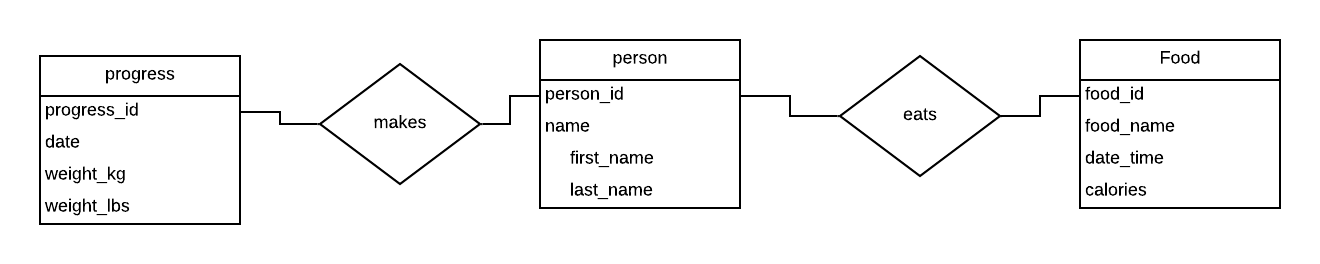 progress
progress_id
date
weight_kg
weight_lbs
makes
person
person_id
name
first_name
last_name
eats
Food
food_id
food_name
date_time
calories